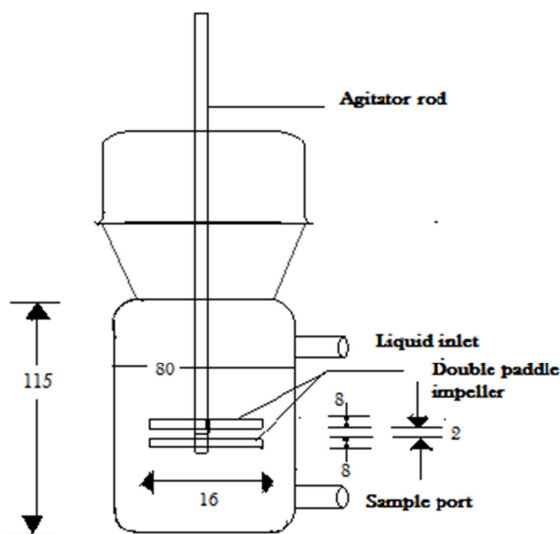 Agitator rod
Liquid inlet
Double paddle
impeller
80
115
8
2
8
16
Sample port